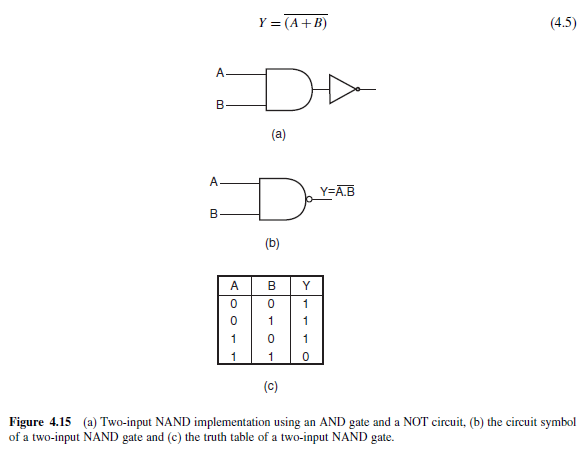 Y = \overline{(A+B)} (4.5)
A
B
(a)
A
B
Y=\overline{A.B}
(b)
A B Y
0 0 1
0 1 1
1 0 1
1 1 0
(c)
Figure 4.15 (a) Two-input NAND implementation using an AND gate and a NOT circuit, (b) the circuit symbol
of a two-input NAND gate and (c) the truth table of a two-input NAND gate.